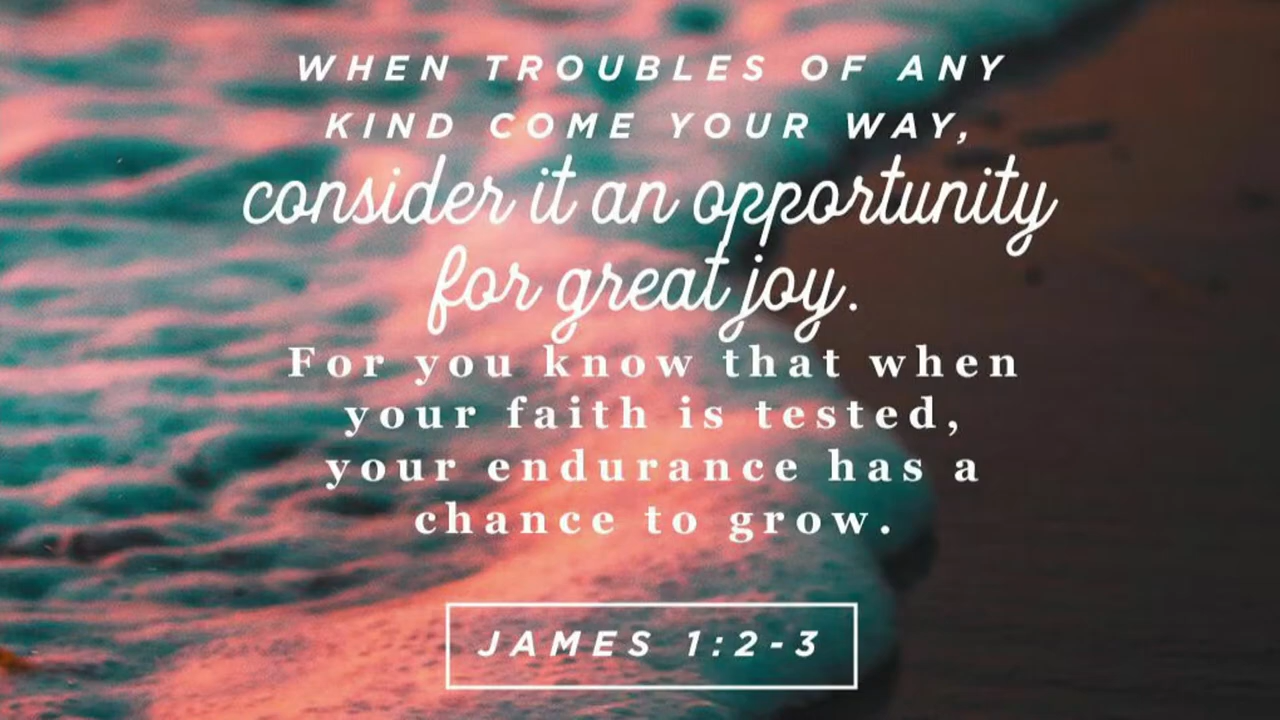 WHEN TROUBLES OF ANY
KIND COME YOUR WAY,
consider it an opportunity
for great joy.
For you know that when
your faith is tested,
your endurance has a
chance to grow.
JAMES 1:2-3